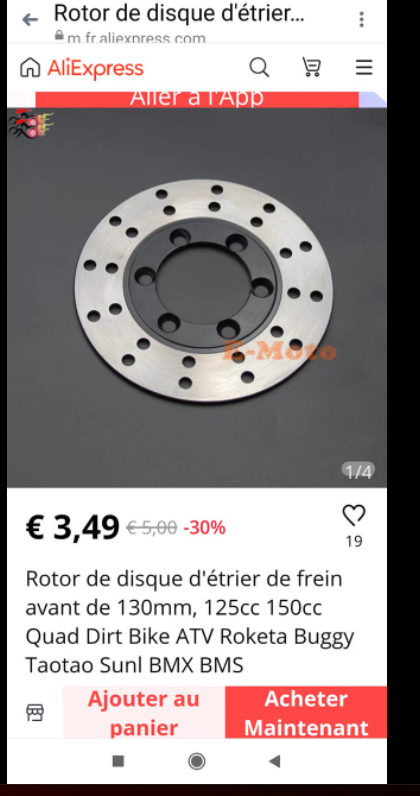 Rotor de disque d'étrier...
m.fr.aliexpress.com
AliExpress
Aller à l'App
E-Moto
1/4
€ 3,49 € 5,00 -30%
19
Rotor de disque d'étrier de frein
avant de 130mm, 125cc 150cc
Quad Dirt Bike ATV Roketa Buggy
Taotao Sunl BMX BMS
Ajouter au
panier
Acheter
Maintenant